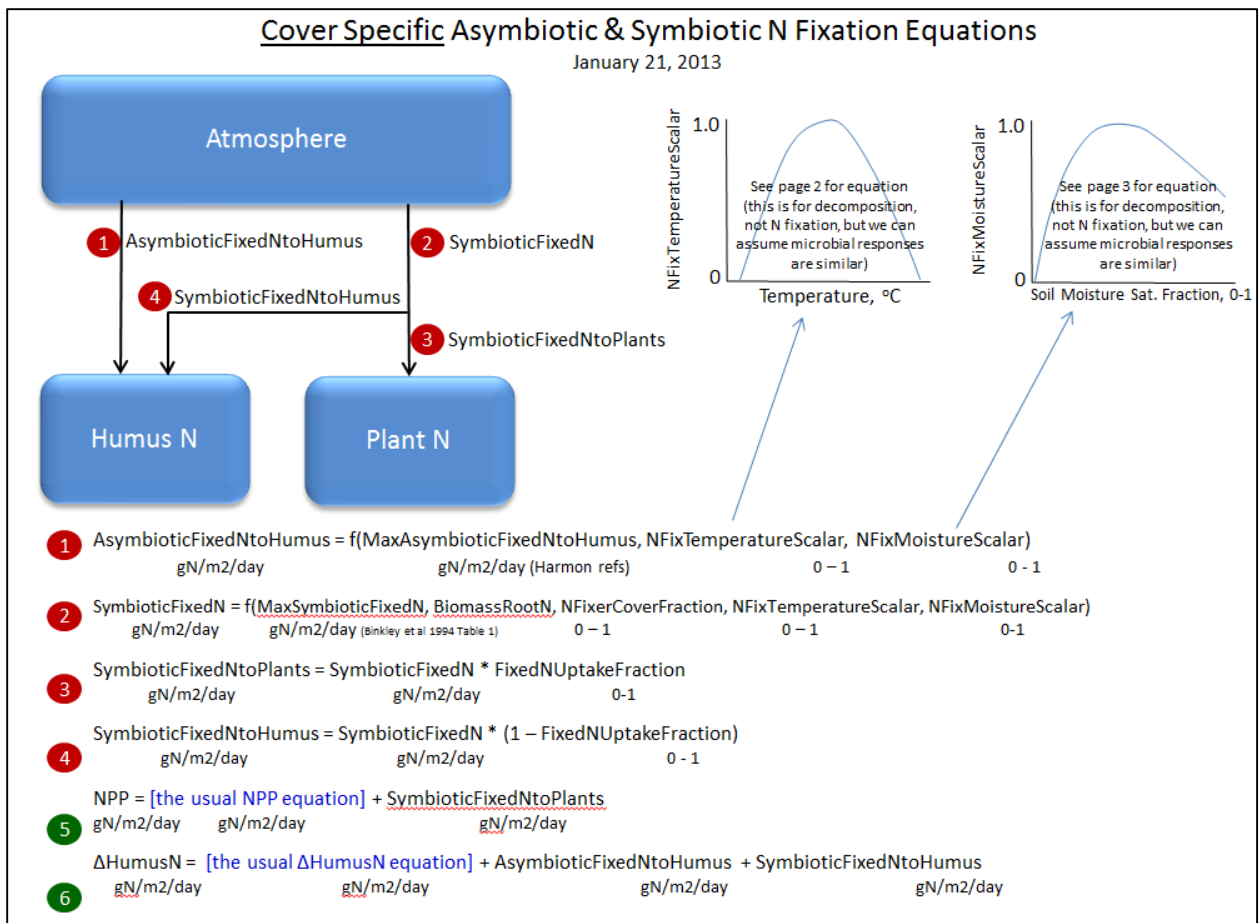 Cover Specific Asymbiotic & Symbiotic N Fixation Equations
January 21, 2013
Atmosphere
1 AsymbioticFixedNtoHumus
2 SymbioticFixedN
4 SymbioticFixedNtoHumus
3 SymbioticFixedNtoPlants
Humus N
Plant N
NFixTemperatureScalar
1.0
See page 2 for equation
(this is for decomposition,
not N fixation, but we can
assume microbial responses
are similar)
0
Temperature, ºC
NFixMoistureScalar
1.0
See page 3 for equation
(this is for decomposition,
not N fixation, but we can
assume microbial responses
are similar)
0
Soil Moisture Sat. Fraction, 0-1
1 AsymbioticFixedNtoHumus = f(MaxAsymbioticFixedNtoHumus, NFixTemperatureScalar, NFixMoistureScalar)
gN/m2/day gN/m2/day (Harmon refs) 0 – 1 0 - 1
2 SymbioticFixedN = f(MaxSymbioticFixedN, BiomassRootN, NFixerCoverFraction, NFixTemperatureScalar, NFixMoistureScalar)
gN/m2/day gN/m2/day (Binkley et al 1994 Table 1) 0 – 1 0 – 1 0-1
3 SymbioticFixedNtoPlants = SymbioticFixedN * FixedNUptakeFraction
gN/m2/day gN/m2/day 0-1
4 SymbioticFixedNtoHumus = SymbioticFixedN * (1 – FixedNUptakeFraction)
gN/m2/day gN/m2/day 0 - 1
5 NPP = [the usual NPP equation] + SymbioticFixedNtoPlants
gN/m2/day gN/m2/day gN/m2/day
6 ΔHumusN = [the usual ΔHumusN equation] + AsymbioticFixedNtoHumus + SymbioticFixedNtoHumus
gN/m2/day gN/m2/day gN/m2/day gN/m2/day